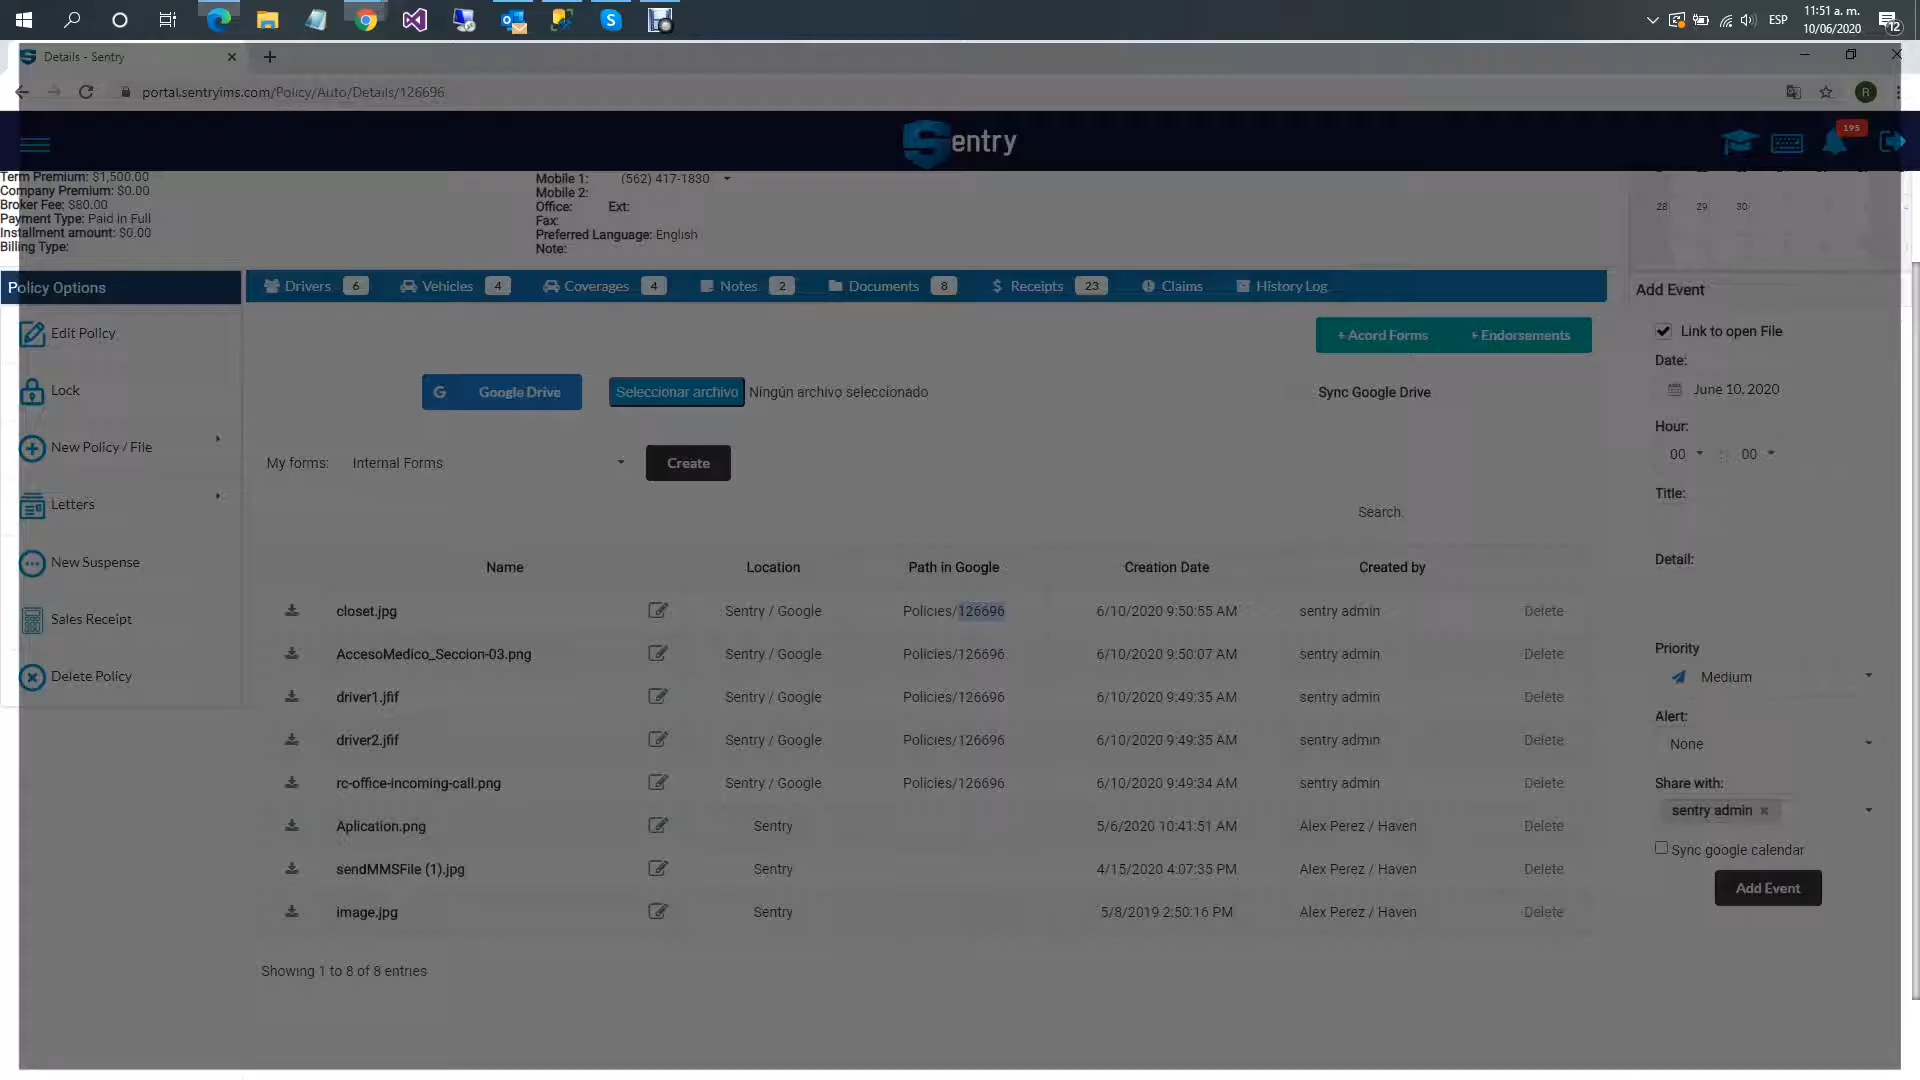 11:51 a. m.
ESP
10/06/2020
12
Details - Sentry
portal.sentryims.com/Policy/Auto/Details/126696
R
Sentry
195
Term Premium: $1,500.00
Company Premium: $0.00
Broker Fee: $80.00
Payment Type: Paid in Full
Installment amount: $0.00
Billing Type:
Mobile 1: (562) 417-1830
Mobile 2:
Office: Ext:
Fax:
Preferred Language: English
Note:
28 29 30
Policy Options
Edit Policy
Lock
New Policy / File
Letters
New Suspense
Sales Receipt
Delete Policy
Drivers 6 Vehicles 4 Coverages 4 Notes 2 Documents 8 Receipts 23 Claims History Log
+ Acord Forms + Endorsements
Google Drive Seleccionar archivo Ningún archivo seleccionado Sync Google Drive
My forms: Internal Forms Create
Search.
Name Location Path in Google Creation Date Created by
closet.jpg Sentry / Google Policies/126696 6/10/2020 9:50:55 AM sentry admin Delete
AccesoMedico_Seccion-03.png Sentry / Google Policies/126696 6/10/2020 9:50:07 AM sentry admin Delete
driver1.jfif Sentry / Google Policies/126696 6/10/2020 9:49:35 AM sentry admin Delete
driver2.jfif Sentry / Google Policies/126696 6/10/2020 9:49:35 AM sentry admin Delete
rc-office-incoming-call.png Sentry / Google Policies/126696 6/10/2020 9:49:34 AM sentry admin Delete
Aplication.png Sentry 5/6/2020 10:41:51 AM Alex Perez / Haven Delete
sendMMSFile (1).jpg Sentry 4/15/2020 4:07:35 PM Alex Perez / Haven Delete
image.jpg Sentry 5/8/2019 2:50:16 PM Alex Perez / Haven Delete
Showing 1 to 8 of 8 entries
Add Event
Link to open File
Date:
June 10, 2020
Hour:
00 : 00
Title:
Detail:
Priority
Medium
Alert:
None
Share with:
sentry admin ×
Sync google calendar
Add Event